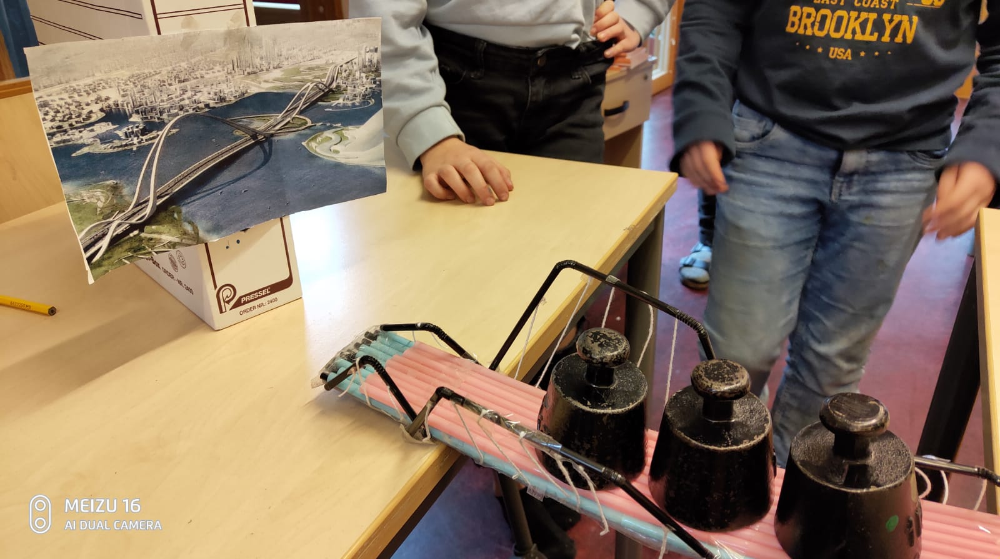 EAST COAST
BROOKLYN
USA
ORDER - NR. 2400
PRESSEL
ORDER NR.: 2400
MEIZU 16
AI DUAL CAMERA